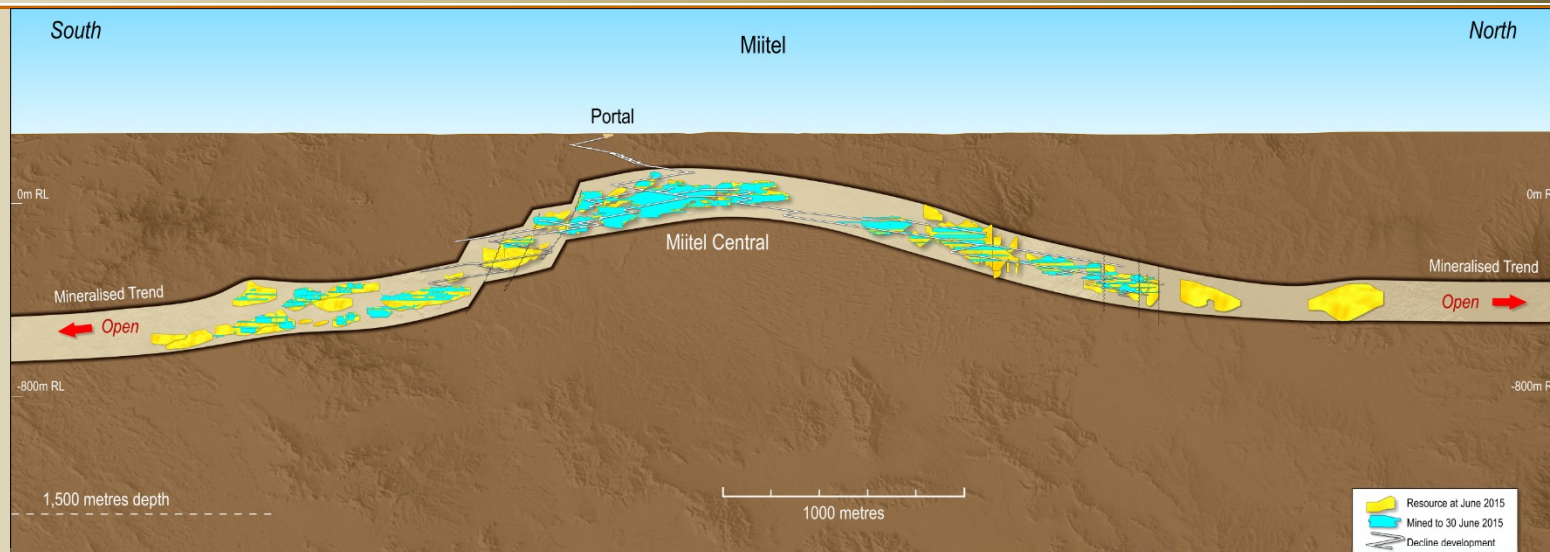 South
Miitel
North
Portal
0m RL
0m R
Miitel Central
Mineralised Trend
Open
Mineralised Trend
Open
-800m RL
-800m R
1,500 metres depth
1000 metres
Resource at June 2015
Mined to 30 June 2015
Decline development